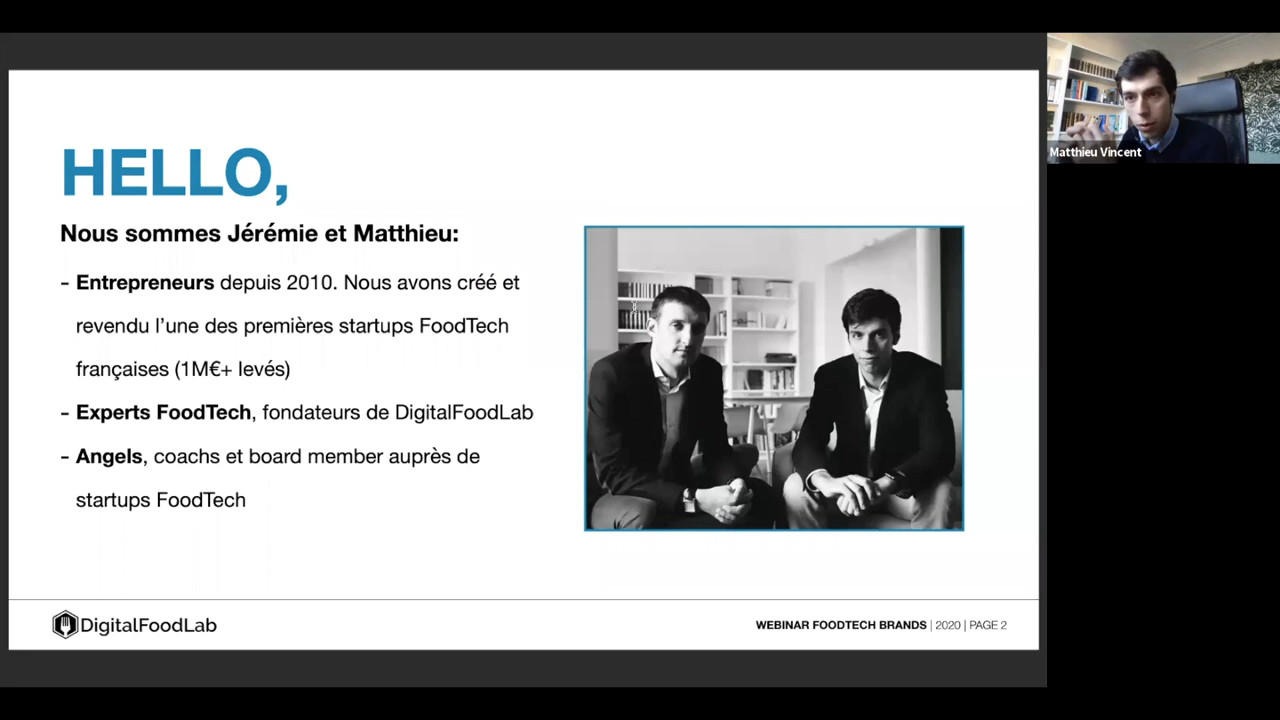 HELLO,
Nous sommes Jérémie et Matthieu:
- Entrepreneurs depuis 2010. Nous avons créé et
revendu l'une des premières startups FoodTech
françaises (1M€+ levés)
- Experts FoodTech, fondateurs de DigitalFoodLab
- Angels, coachs et board member auprès de
startups FoodTech
DigitalFoodLab
WEBINAR FOODTECH BRANDS | 2020 | PAGE 2
Matthieu Vincent